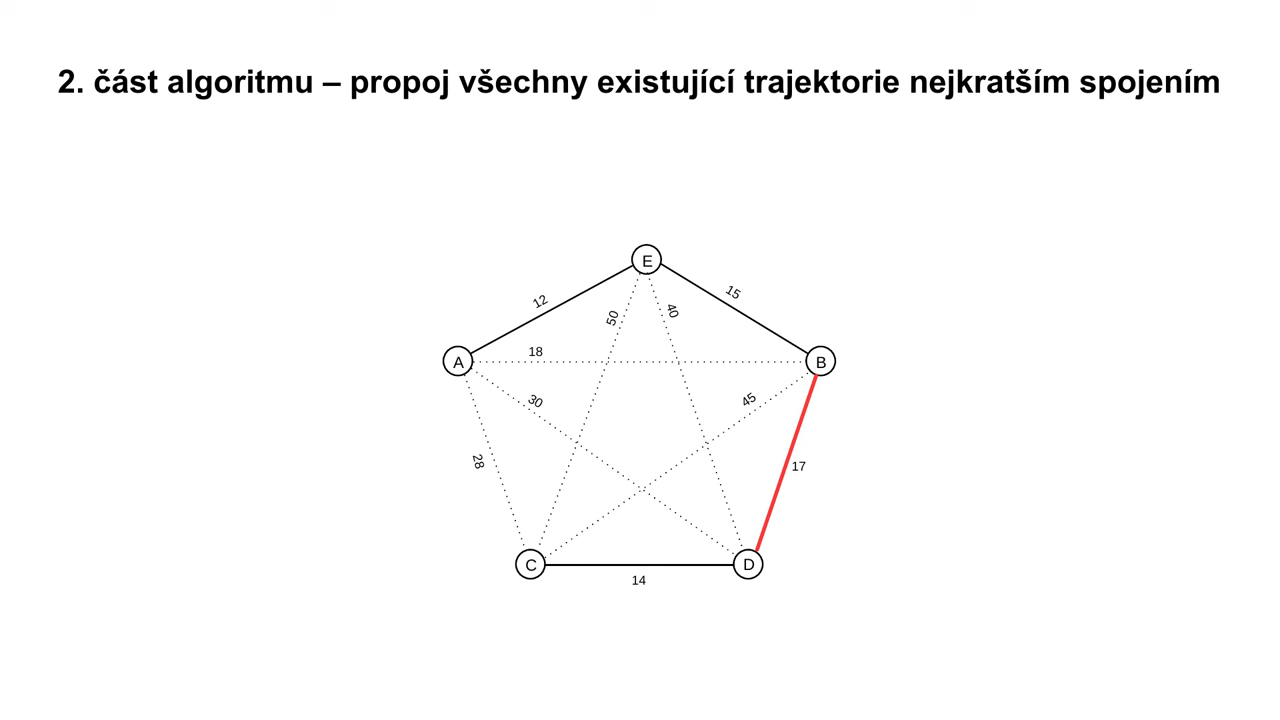 2. část algoritmu – propoj všechny existující trajektorie nejkratším spojením
E
12
15
50
40
18
A
B
30
45
28
17
C
D
14